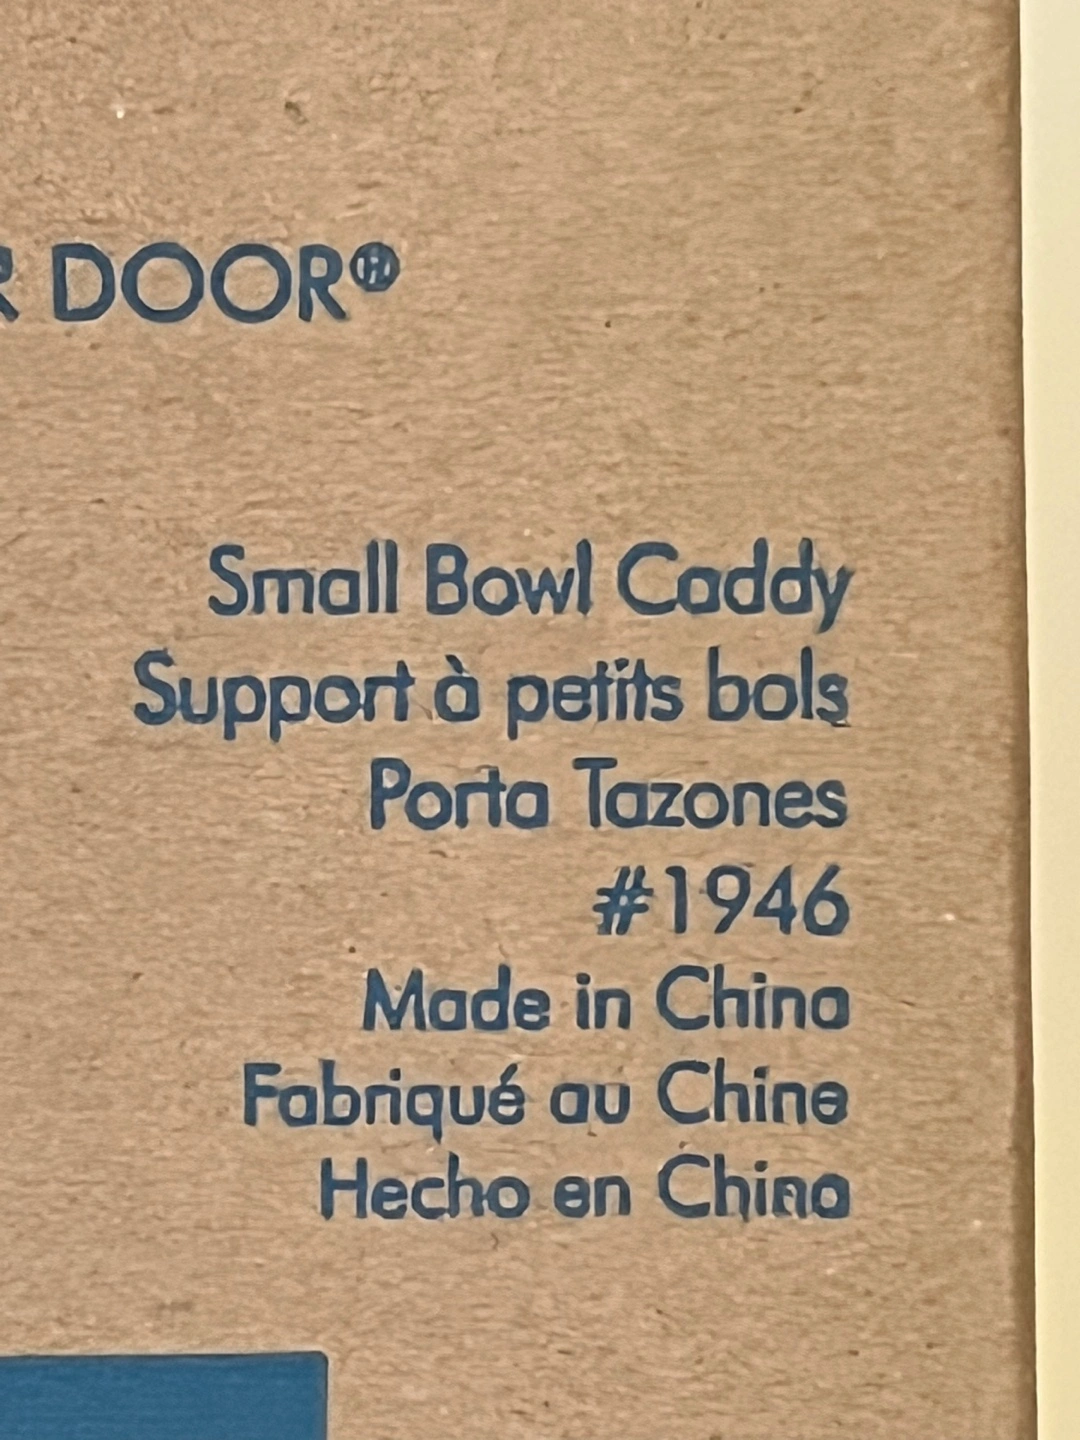 R DOOR®
Small Bowl Caddy
Support à petits bols
Porta Tazones
#1946
Made in China
Fabriqué au Chine
Hecho en China